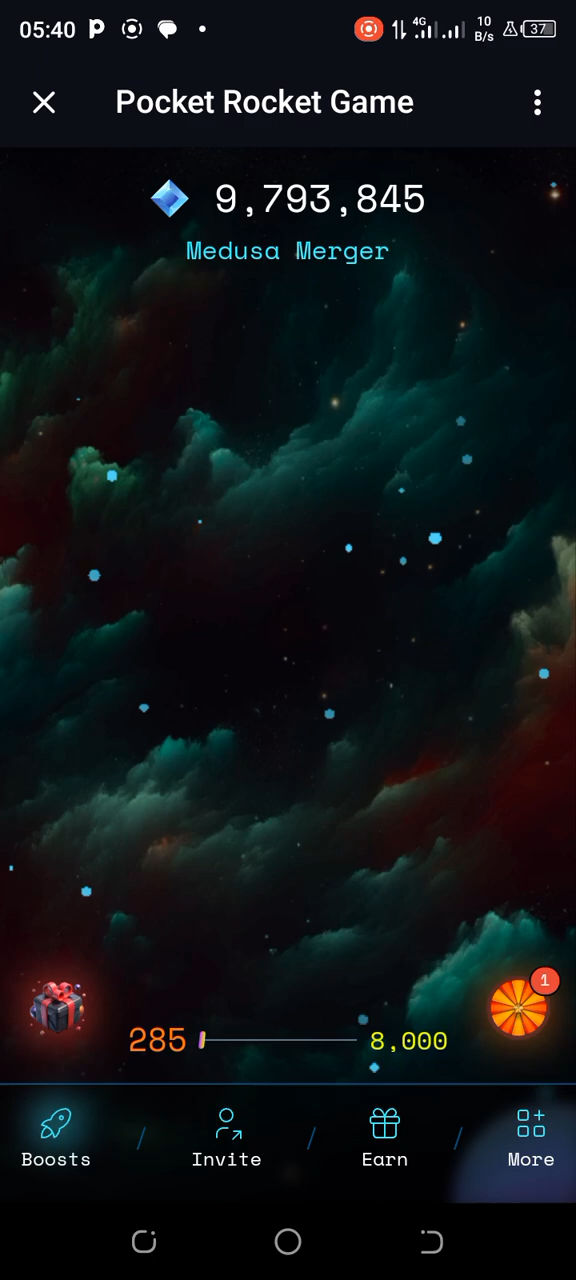 05:40
4G
10
B/s
37
Pocket Rocket Game
9,793,845
Medusa Merger
1
285
8,000
Boosts / Invite / Earn / More